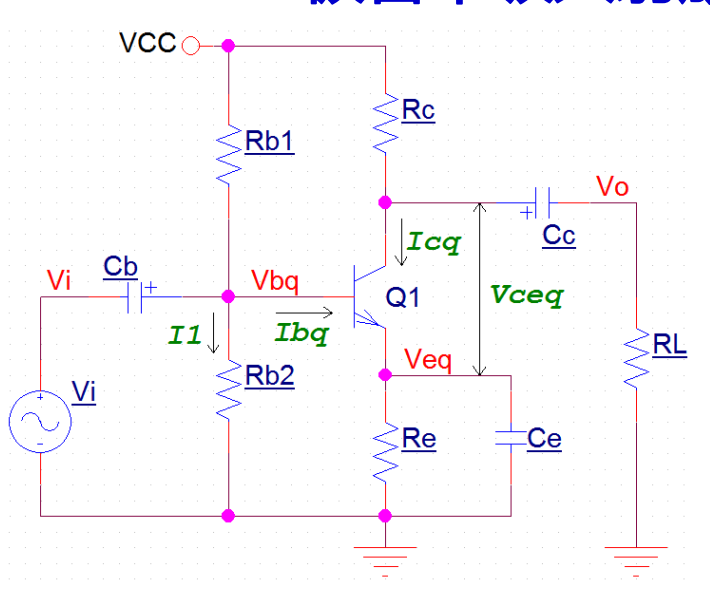 VCC
Rc
Rb1
Vo
Cc
Icq
Cb
Vi
Vbq
Q1
Vceq
I1
Ibq
Veq
RL
Rb2
Vi
Re
Ce